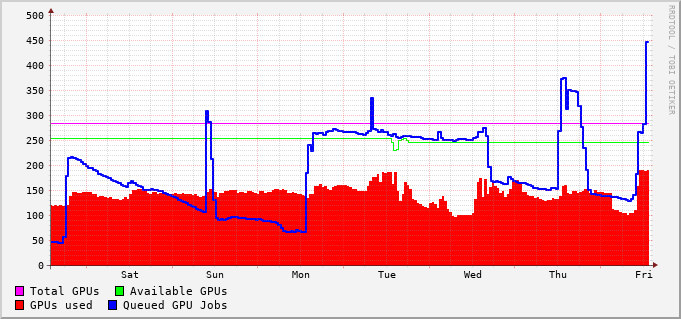 500
450
400
350
300
250
200
150
100
50
0
Sat Sun Mon Tue Wed Thu Fri
Total GPUs Available GPUs
GPUs used Queued GPU Jobs
RRDTOOL / TOBI OETIKER